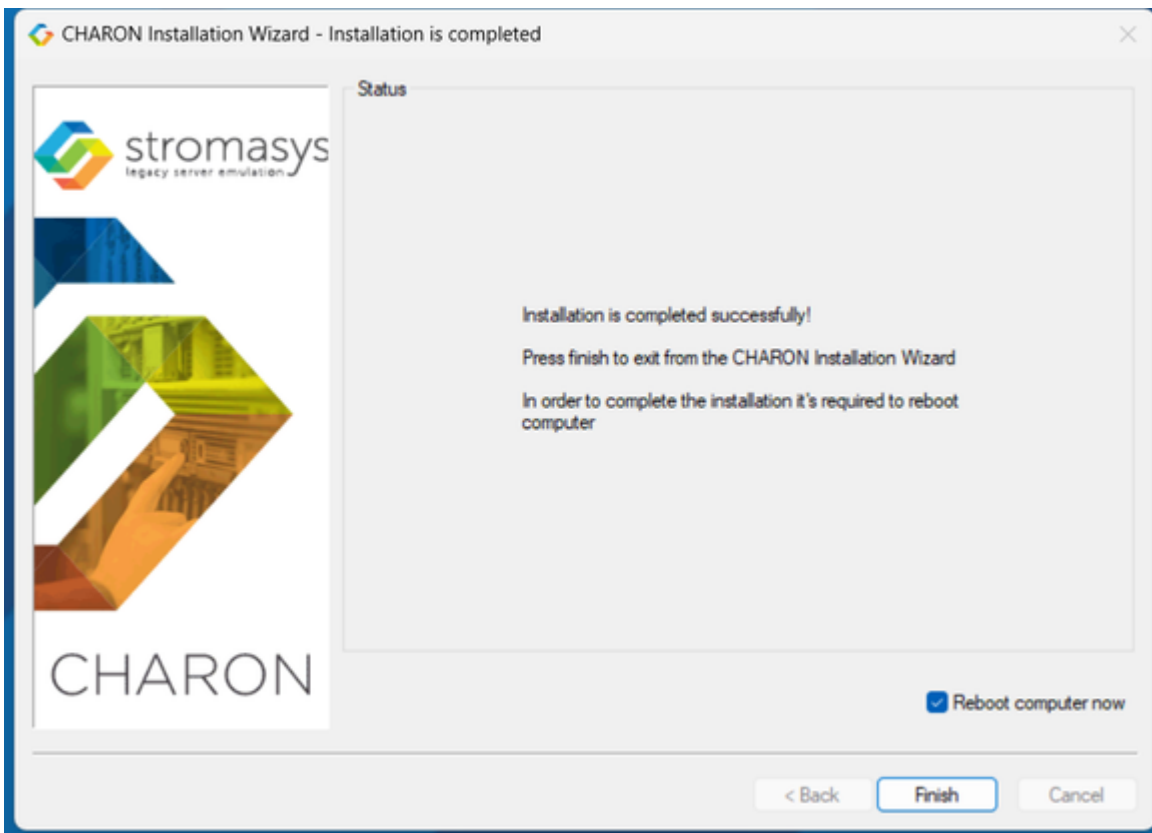 CHARON Installation Wizard - Installation is completed
Status
stromasys
legacy server emulation
Installation is completed successfully!
Press finish to exit from the CHARON Installation Wizard
In order to complete the installation it's required to reboot
computer
CHARON
Reboot computer now
< Back
Finish
Cancel